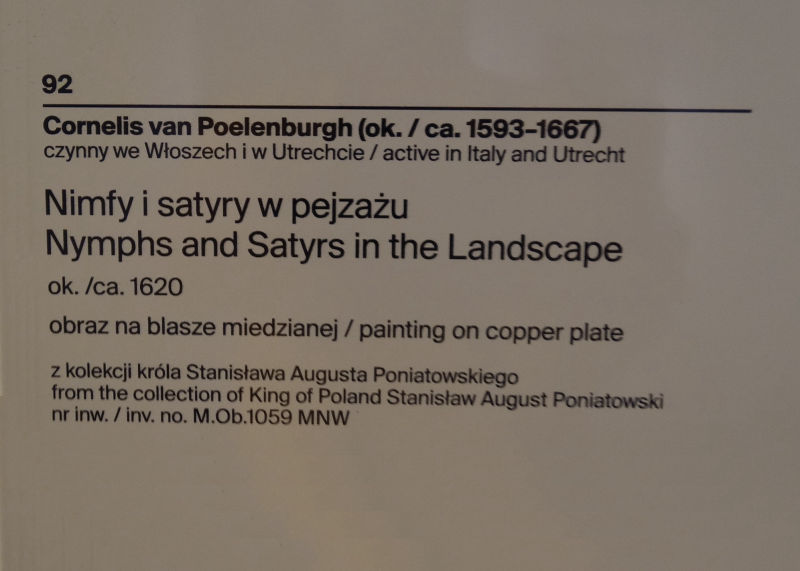 92
Cornelis van Poelenburgh (ok. / ca. 1593–1667)
czynny we Włoszech i w Utrechcie / active in Italy and Utrecht
Nimfy i satyry w pejzażu
Nymphs and Satyrs in the Landscape
ok. /ca. 1620
obraz na blasze miedzianej / painting on copper plate
z kolekcji króla Stanisława Augusta Poniatowskiego
from the collection of King of Poland Stanisław August Poniatowski
nr inw. / inv. no. M.Ob.1059 MNW